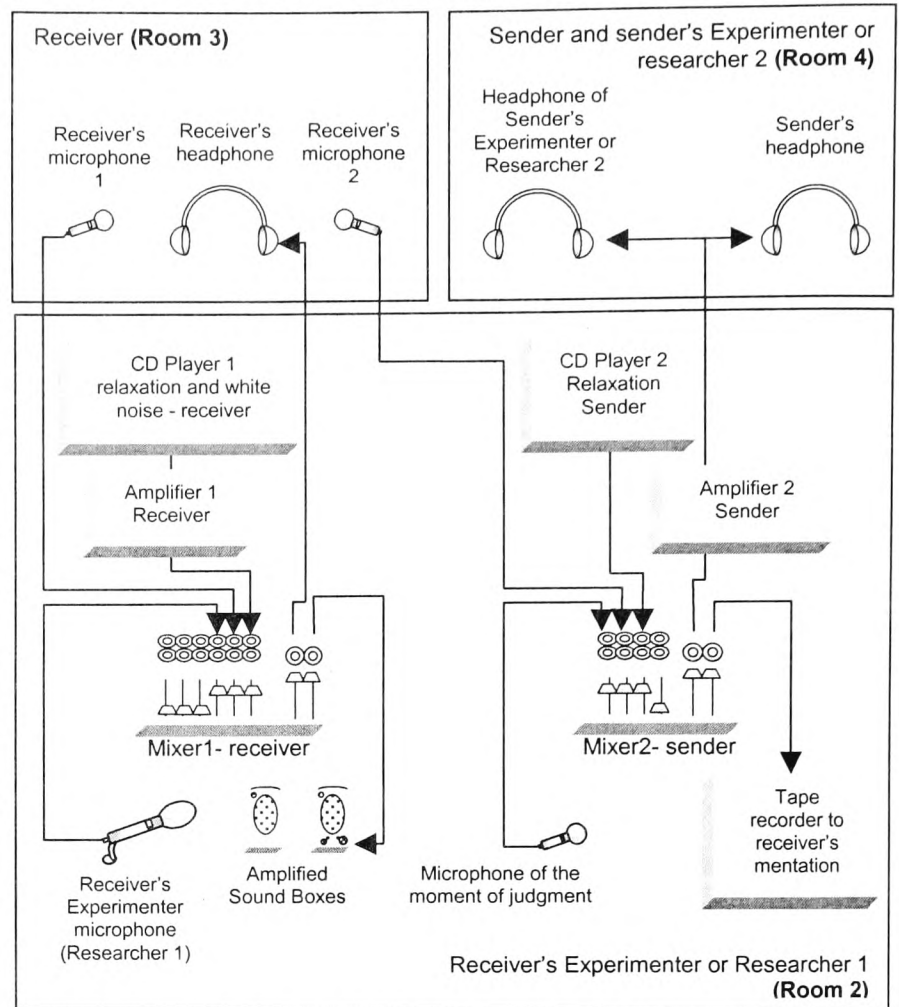 Receiver (Room 3)
Receiver's
microphone
1
Receiver's
headphone
Receiver's
microphone
2
Sender and sender's Experimenter or
researcher 2 (Room 4)
Headphone of
Sender's
Experimenter or
Researcher 2
Sender's
headphone
CD Player 1
relaxation and white
noise - receiver
Amplifier 1
Receiver
CD Player 2
Relaxation
Sender
Amplifier 2
Sender
Mixer1- receiver
Mixer2- sender
Receiver's
Experimenter
microphone
(Researcher 1)
Amplified
Sound Boxes
Microphone of the
moment of judgment
Tape
recorder to
receiver's
mentation
Receiver's Experimenter or Researcher 1
(Room 2)